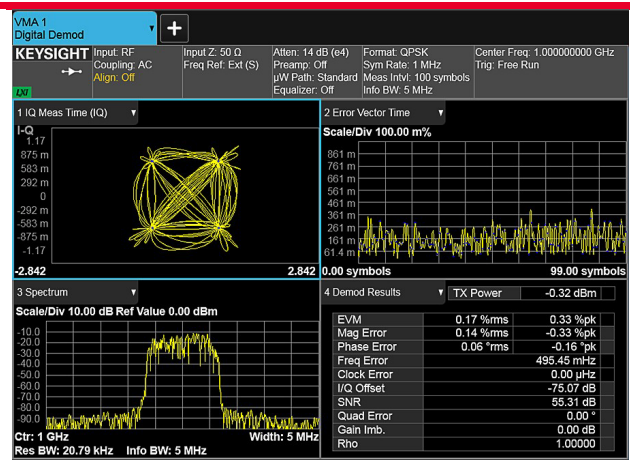 VMA 1
Digital Demod
+
KEYSIGHT
LXI
Input: RF
Coupling: AC
Align: Off
Input Z: 50 Ω
Freq Ref: Ext (S)
Atten: 14 dB (e4)
Preamp: Off
µW Path: Standard
Equalizer: Off
Format: QPSK
Sym Rate: 1 MHz
Meas Intvl: 100 symbols
Info BW: 5 MHz
Center Freq: 1.000000000 GHz
Trig: Free Run
1 IQ Meas Time (IQ)
I-Q
1.17
875 m
583 m
292 m
0
-292 m
-583 m
-875 m
-1.17
-2.842 2.842
2 Error Vector Time
Scale/Div 100.00 m%
861 m
761 m
661 m
561 m
461 m
361 m
261 m
161 m
61.4 m
0.00 symbols 99.00 symbols
3 Spectrum
Scale/Div 10.00 dB Ref Value 0.00 dBm
-10.0
-20.0
-30.0
-40.0
-50.0
-60.0
-70.0
-80.0
-90.0
Ctr: 1 GHz Width: 5 MHz
Res BW: 20.79 kHz Info BW: 5 MHz
4 Demod Results TX Power -0.32 dBm
EVM 0.17 %rms 0.33 %pk
Mag Error 0.14 %rms -0.33 %pk
Phase Error 0.06 °rms -0.16 °pk
Freq Error 495.45 mHz
Clock Error 0.00 µHz
I/Q Offset -75.07 dB
SNR 55.31 dB
Quad Error 0.00 °
Gain Imb. 0.00 dB
Rho 1.00000